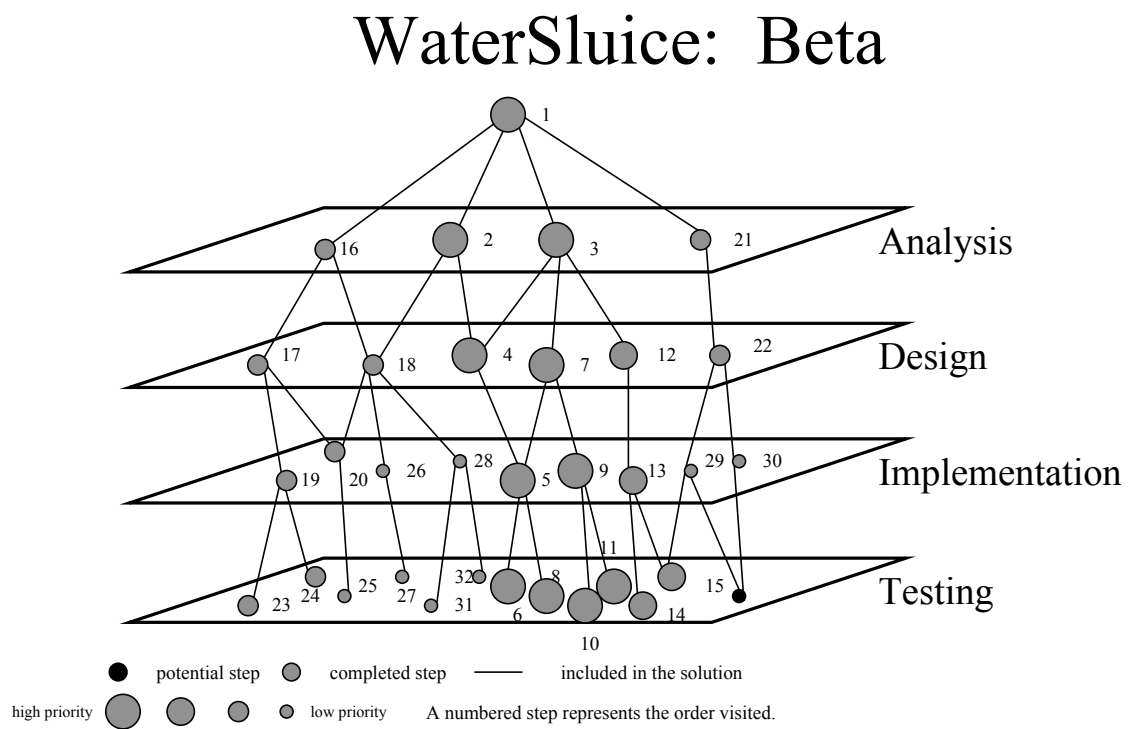 WaterSluice: Beta
1
16 2 3 21 Analysis
17 18 4 7 12 22 Design
19 20 26 28 5 9 13 29 30 Implementation
11
23 24 25 27 31 32 6 8 14 15 Testing
10
potential step completed step included in the solution
high priority low priority A numbered step represents the order visited.